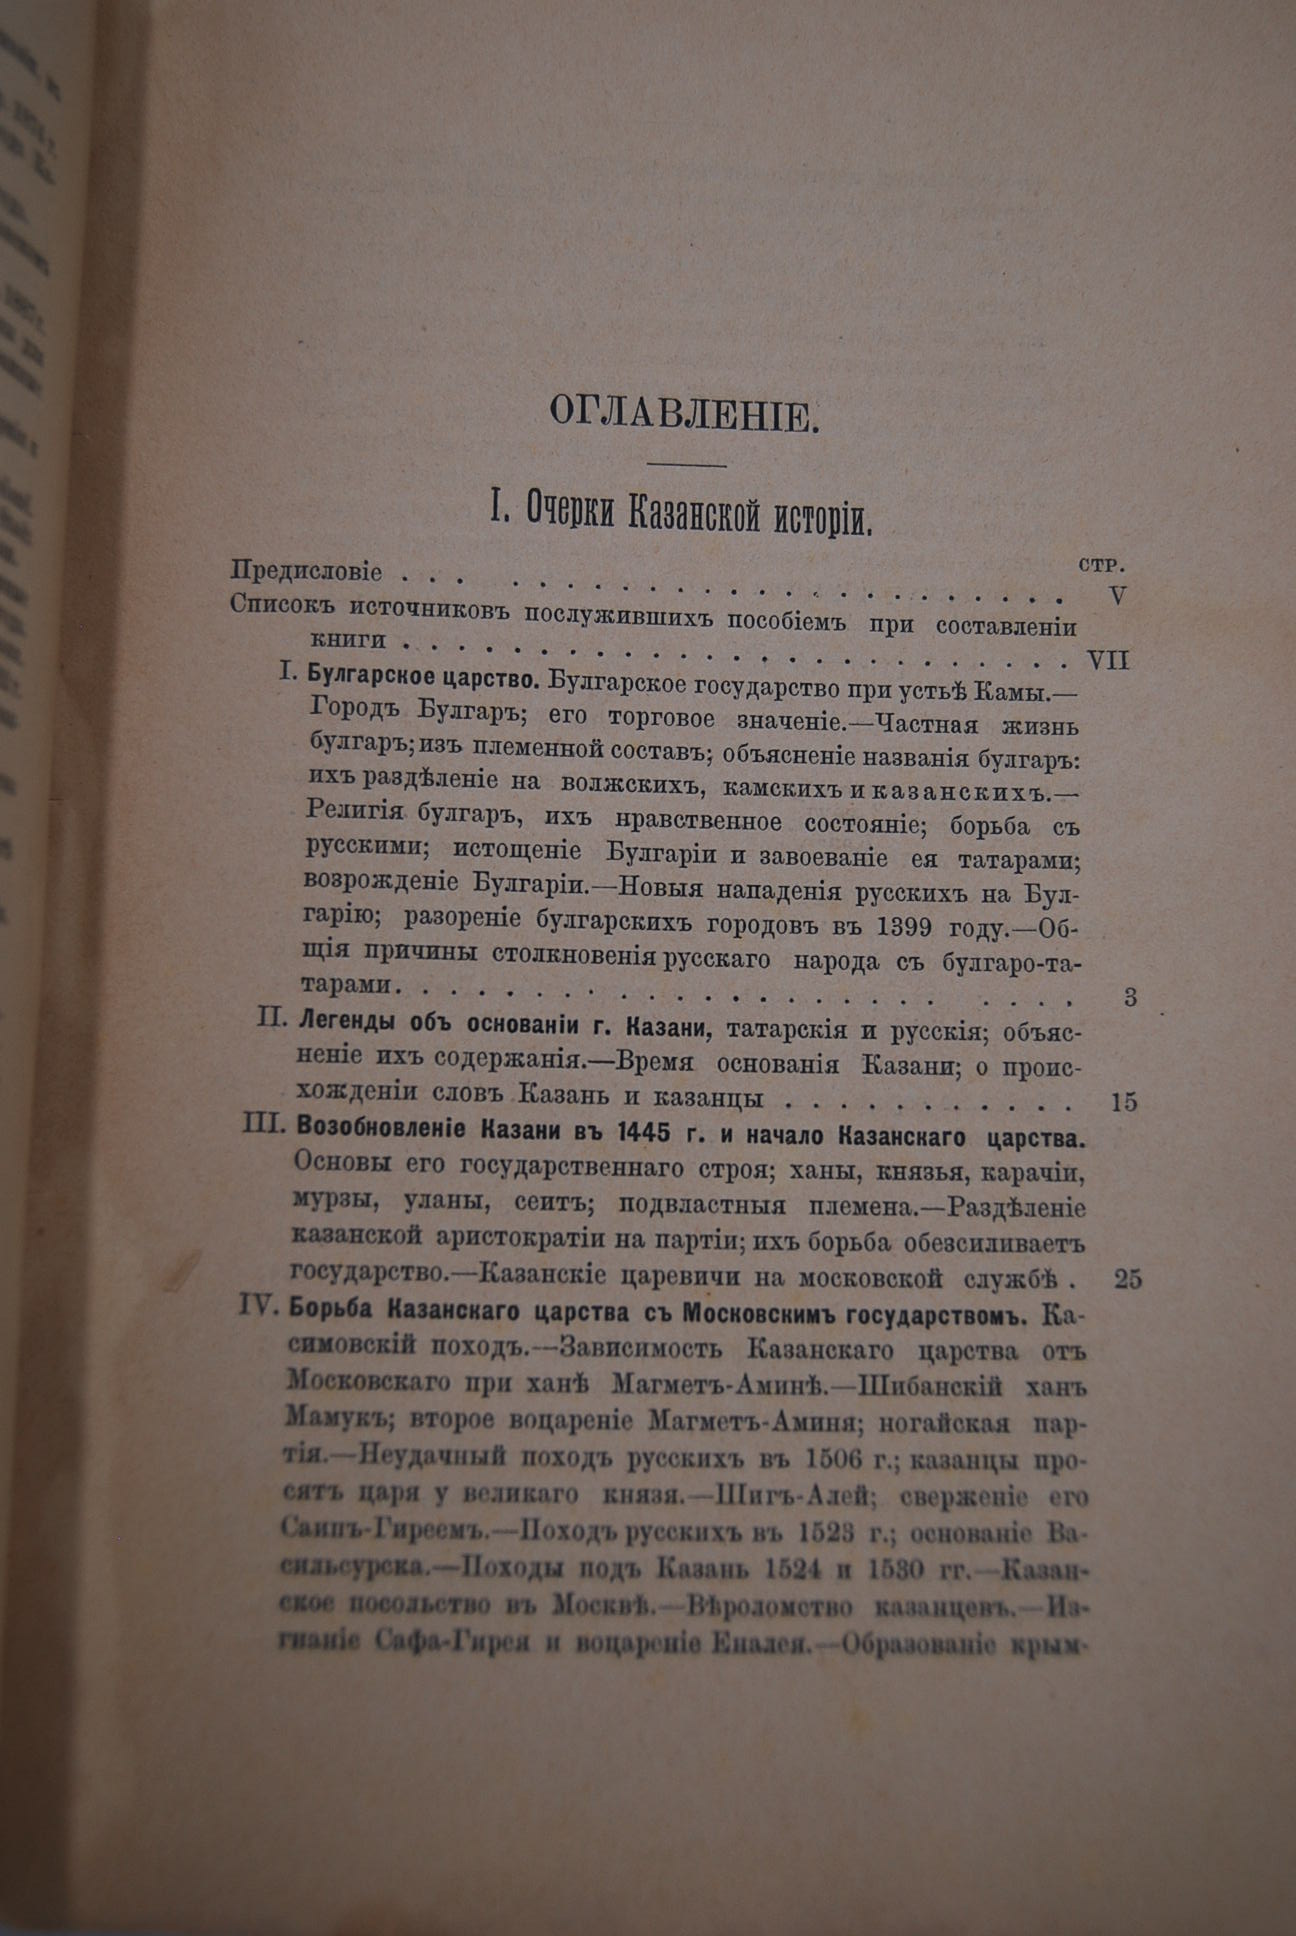 ОГЛАВЛЕНІЕ.
I. Очерки Казанской исторіи.
СТР.
Предисловіе . . . . . . . . . . . . . . . . . . . . . . . . V
Списокъ источниковъ послужившихъ пособіемъ при составленіи
книги . . . . . . . . . . . . . . . . . . . . . . . . . VII
I. Булгарское царство. Булгарское государство при устьѣ Камы.—
Городъ Булгаръ; его торговое значеніе.—Частная жизнь
булгаръ; изъ племенной составъ; объясненіе названія булгаръ:
ихъ раздѣленіе на волжскихъ, камскихъ и казанскихъ.—
Религія булгаръ, ихъ нравственное состояніе; борьба съ
русскими; истощеніе Булгаріи и завоеваніе ея татарами;
возрожденіе Булгаріи.—Новыя нападенія русскихъ на Бул-
гарію; разореніе булгарскихъ городовъ въ 1399 году.—Об-
щія причины столкновенія русскаго народа съ булгаро-та-
тарами. . . . . . . . . . . . . . . . . . . . . . . . 3
II. Легенды объ основаніи г. Казани, татарскія и русскія; объяс-
неніе ихъ содержанія.—Время основанія Казани; о проис-
хожденіи словъ Казань и казанцы . . . . . . . . . . . 15
III. Возобновленіе Казани въ 1445 г. и начало Казанскаго царства.
Основы его государственнаго строя; ханы, князья, карачіи,
мурзы, уланы, сеитъ; подвластныя племена.—Раздѣленіе
казанской аристократіи на партіи; ихъ борьба обезсиливаетъ
государство.—Казанскіе царевичи на московской службѣ . 25
IV. Борьба Казанскаго царства съ Московскимъ государствомъ. Ка-
симовскій походъ.—Зависимость Казанскаго царства отъ
Московскаго при ханѣ Магметъ-Аминѣ.—Шибанскій ханъ
Мамукъ; второе воцареніе Магметъ-Аминя; ногайская пар-
тія.—Неудачный походъ русскихъ въ 1506 г.; казанцы про-
сятъ царя у великаго князя.—Шигъ-Алей; сверженіе его
Саипъ-Гиреемъ.—Походъ русскихъ въ 1523 г.; основаніе Ва-
сильсурска.—Походы подъ Казань 1524 и 1530 гг.—Казан-
ское посольство въ Москвѣ.—Вѣроломство казанцевъ.—Из-
гнаніе Сафа-Гирея и воцареніе Еналея.—Образованіе крым-